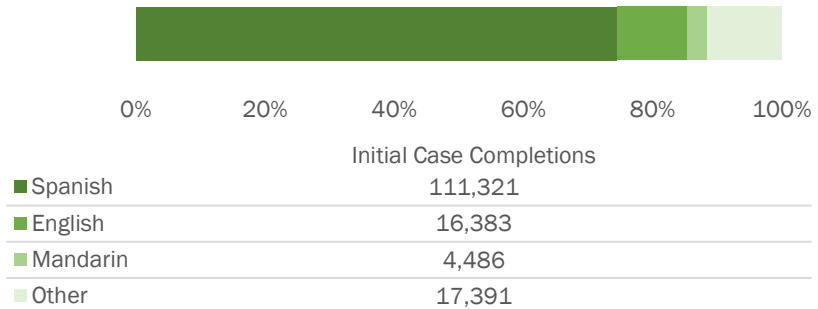 0% 20% 40% 60% 80% 100%
Initial Case Completions
Spanish 111,321
English 16,383
Mandarin 4,486
Other 17,391